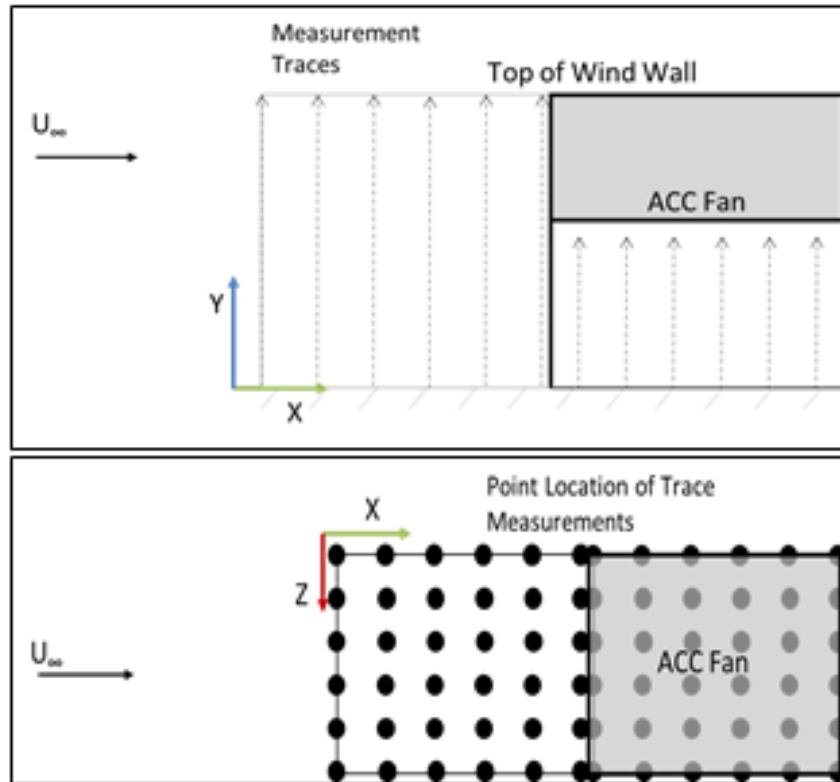 Measurement
Traces
Top of Wind Wall
U∞
ACC Fan
Y
X
Point Location of Trace
Measurements
X
Z
U∞
ACC Fan